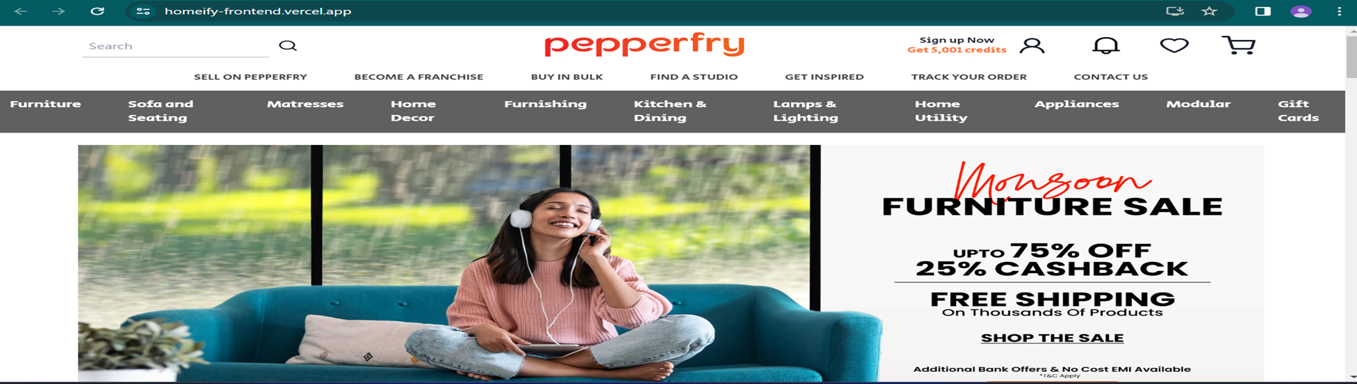 homeify-frontend.vercel.app
Search
pepperfry
Sign up Now
Get 5,001 credits
SELL ON PEPPERFRY BECOME A FRANCHISE BUY IN BULK FIND A STUDIO GET INSPIRED TRACK YOUR ORDER CONTACT US
Furniture Sofa and Mattresses Home Furnishing Kitchen & Lamps & Home Appliances Modular Gift
Seating Decor Dining Lighting Utility Cards
Monsoon
FURNITURE SALE
UPTO 75% OFF
25% CASHBACK
FREE SHIPPING
On Thousands Of Products
SHOP THE SALE
Additional Bank Offers & No Cost EMI Available
*T&C Apply